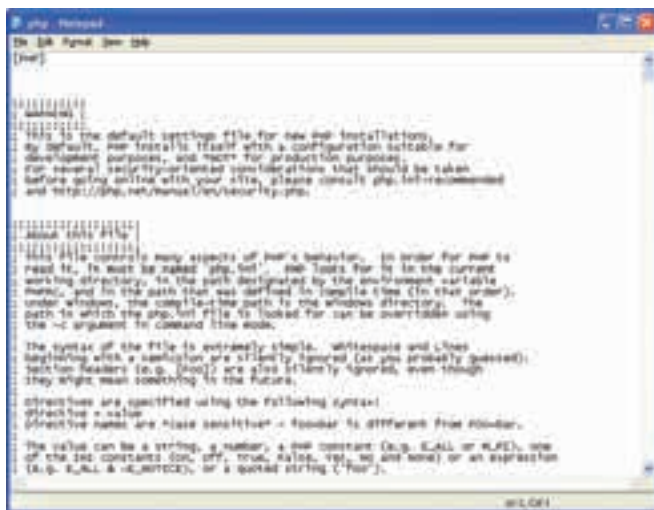 php - Notepad
File Edit Format View Help
[PHP]
;;;;;;;;;;;
; WARNING ;
;;;;;;;;;;;
; This is the default settings file for new PHP installations.
; By default, PHP installs itself with a configuration suitable for
; development purposes, and *NOT* for production purposes.
; For several security-oriented considerations that should be taken
; before going online with your site, please consult php.ini-recommended
; and http://php.net/manual/en/security.php.
;;;;;;;;;;;;;;;;;;;
; About this file ;
;;;;;;;;;;;;;;;;;;;
; This file controls many aspects of PHP's behavior. In order for PHP to
; read it, it must be named 'php.ini'. PHP looks for it in the current
; working directory, in the path designated by the environment variable
; PHPRC, and in the path that was defined in compile time (in that order).
; Under Windows, the compile-time path is the Windows directory. The
; path in which the php.ini file is looked for can be overridden using
; the -c argument in command line mode.
;
; The syntax of the file is extremely simple. Whitespace and Lines
; beginning with a semicolon are silently ignored (as you probably guessed).
; Section headers (e.g. [Foo]) are also silently ignored, even though
; they might mean something in the future.
;
; Directives are specified using the following syntax:
; directive = value
; Directive names are *case sensitive* - foo=bar is different from FOO=bar.
;
; The value can be a string, a number, a PHP constant (e.g. E_ALL or M_PI), one
; of the INI constants (On, Off, True, False, Yes, No and None) or an expression
; (e.g. E_ALL & ~E_NOTICE), or a quoted string ("foo").
Ln 1, Col 1